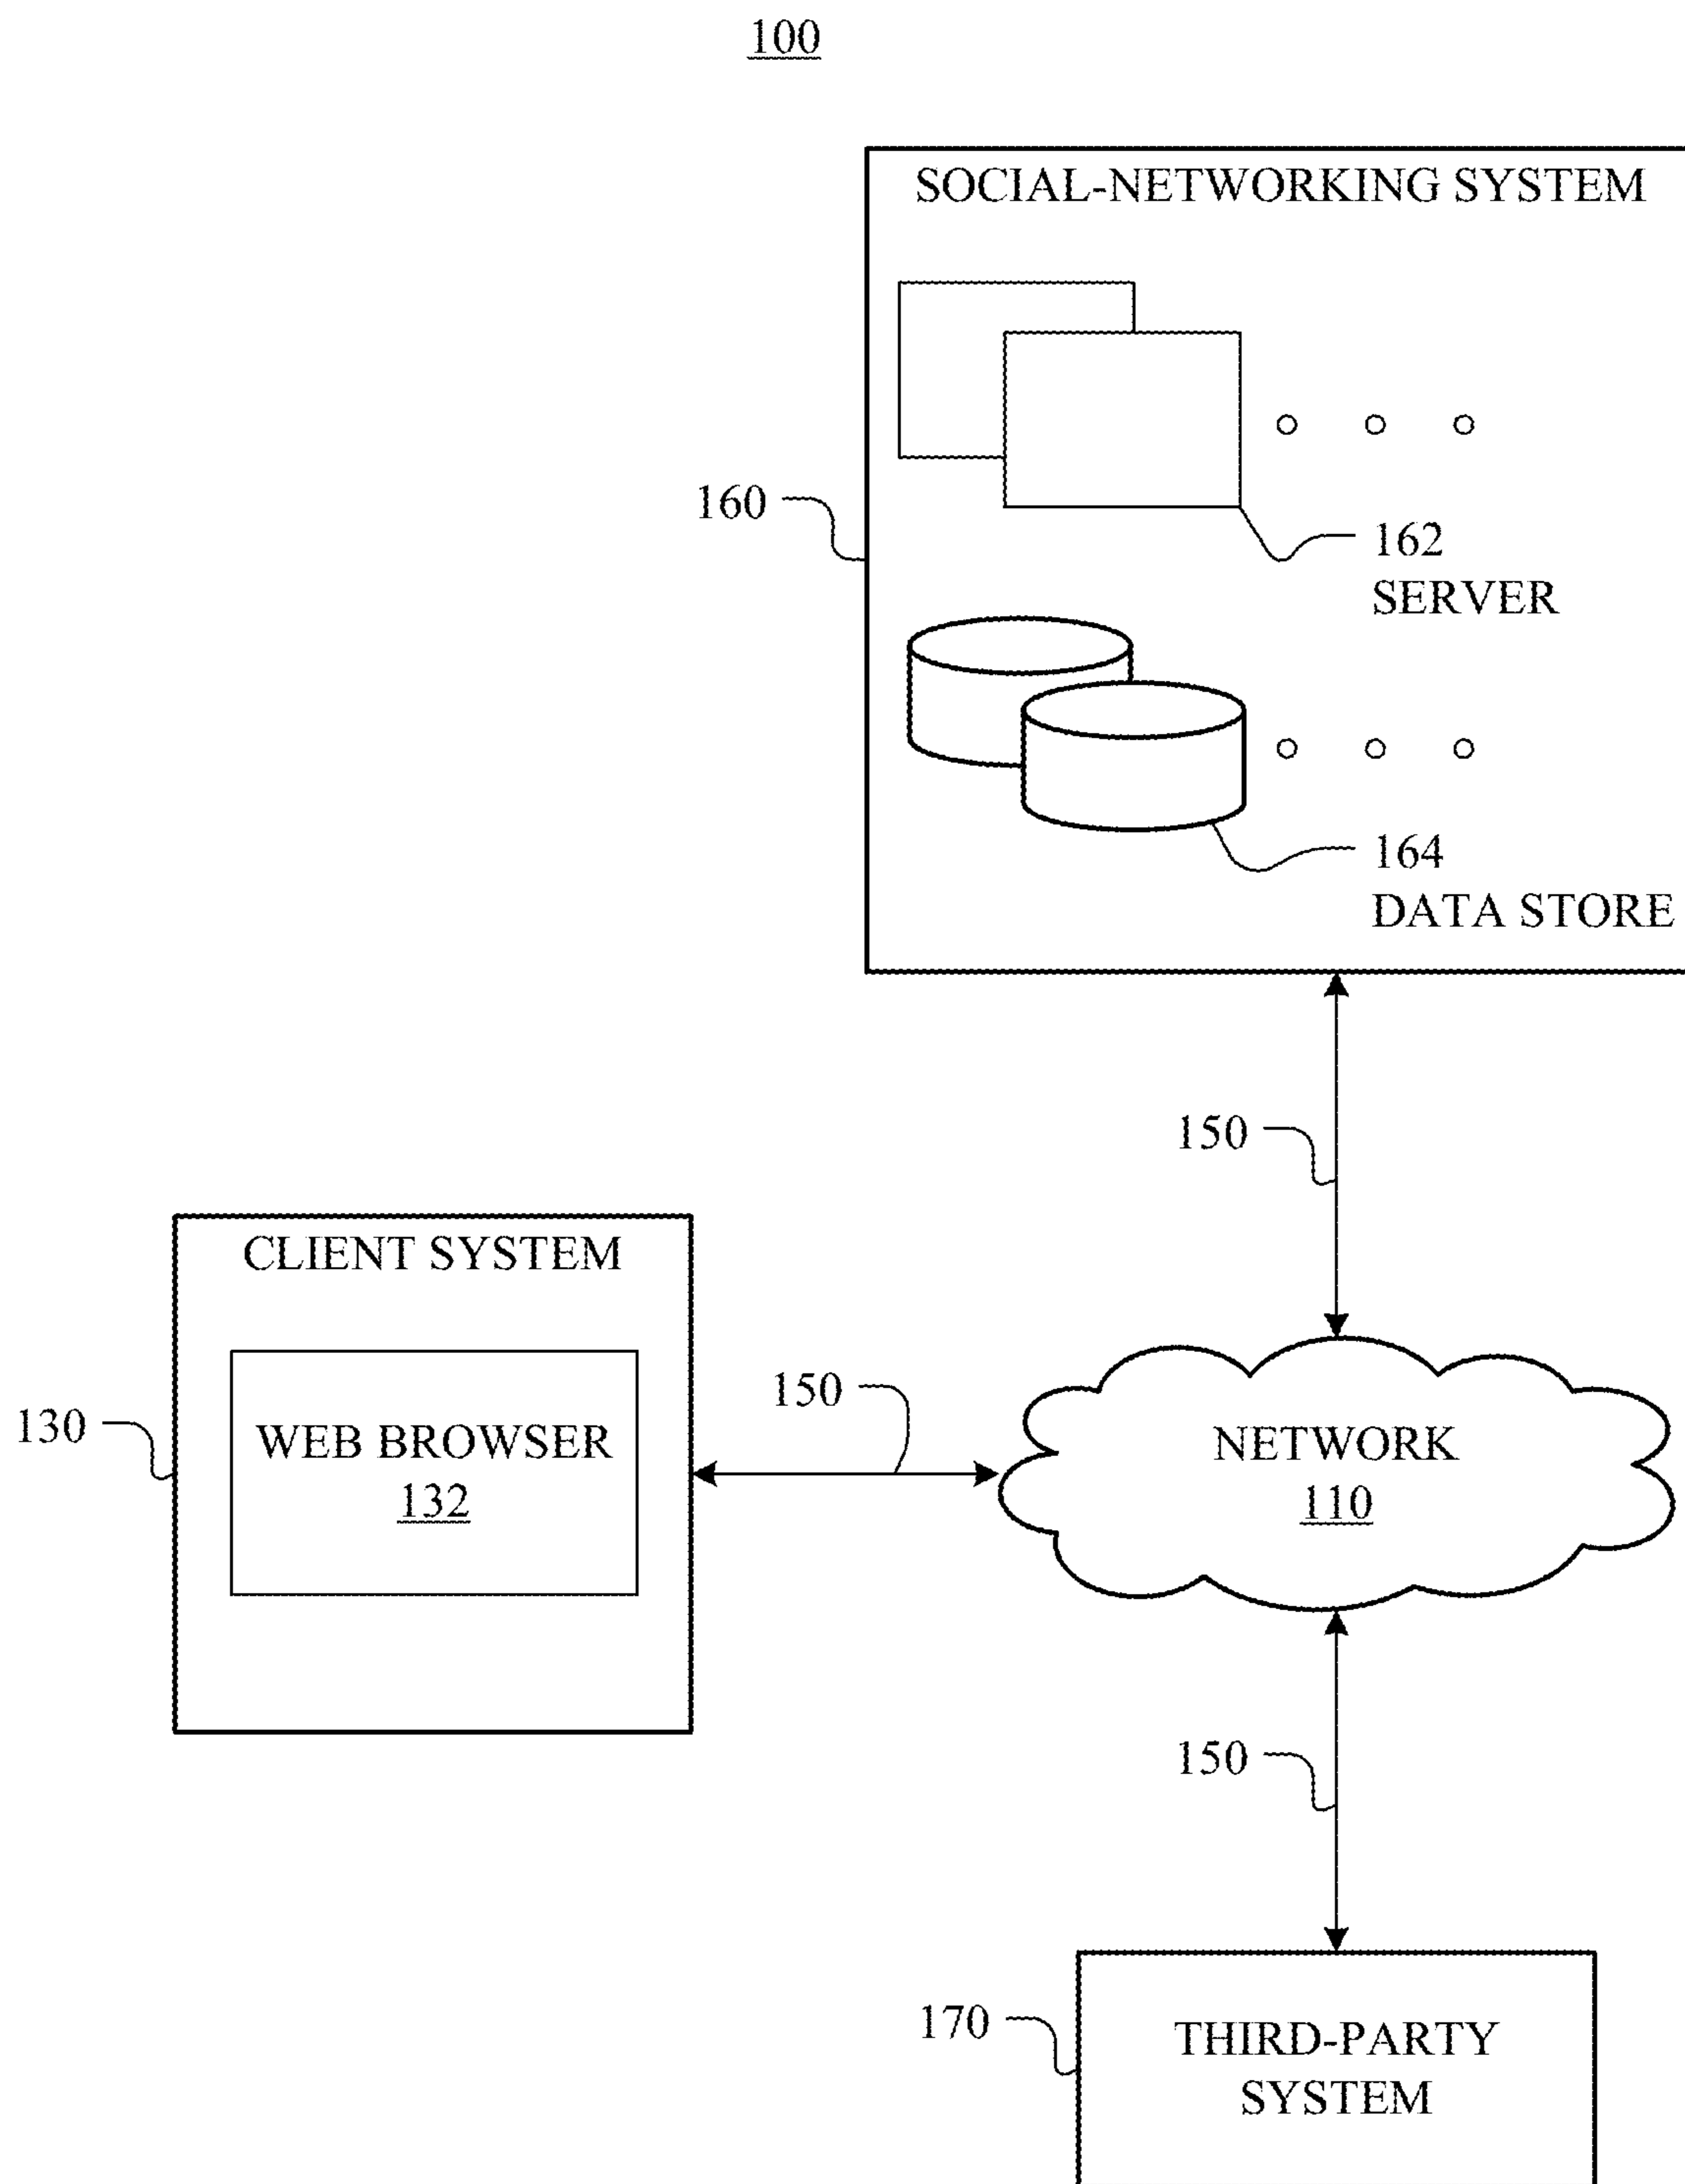 100
SOCIAL-NETWORKING SYSTEM
160
162
SERVER
164
DATA STORE
150
CLIENT SYSTEM
130
WEB BROWSER
132
150
NETWORK
110
150
170
THIRD-PARTY
SYSTEM